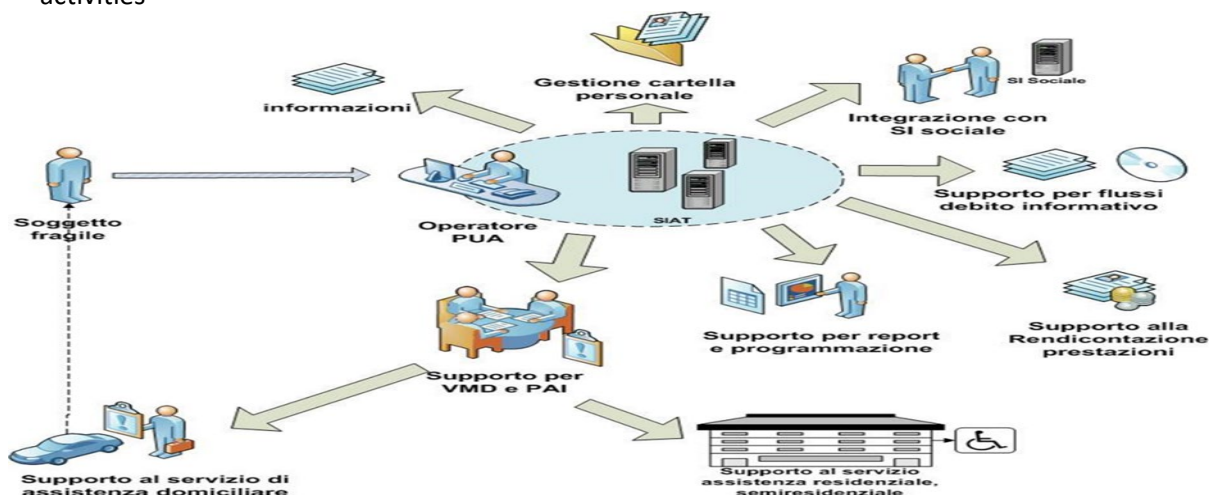 activities
Gestione cartella
personale
informazioni
SI Sociale
Integrazione con
SI sociale
Soggetto
fragile
Operatore
PUA
SIAT
Supporto per flussi
debito informativo
Supporto per
VMD e PAI
Supporto per report
e programmazione
Supporto alla
Rendicontazione
prestazioni
Supporto al servizio di
assistenza domiciliare
Supporto al servizio
assistenza residenziale,
semiresidenziale